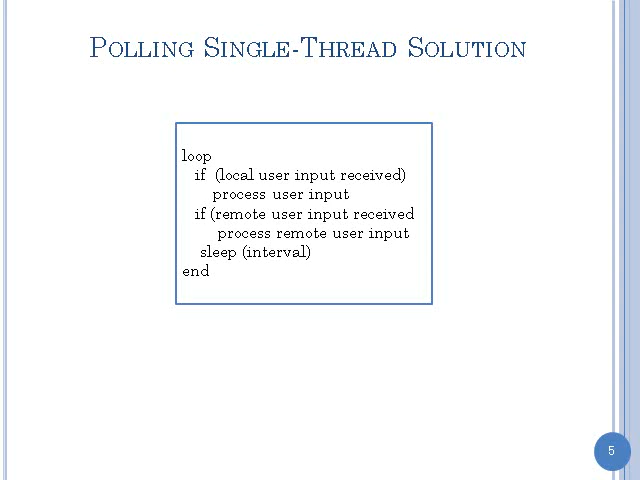 POLLING SINGLE-THREAD SOLUTION
loop
if (local user input received)
process user input
if (remote user input received
process remote user input
sleep (interval)
end
5